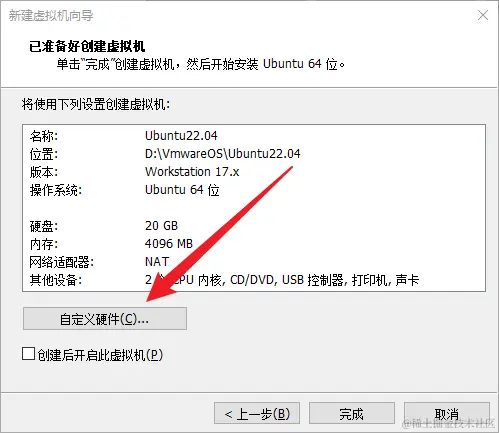 新建虚拟机向导
已准备好创建虚拟机
单击"完成"创建虚拟机，然后开始安装 Ubuntu 64 位。
将使用下列设置创建虚拟机:
名称: Ubuntu22.04
位置: D:\VmwareOS\Ubuntu22.04
版本: Workstation 17.x
操作系统: Ubuntu 64 位
硬盘: 20 GB
内存: 4096 MB
网络适配器: NAT
其他设备: 2 CPU 内核, CD/DVD, USB 控制器, 打印机, 声卡
自定义硬件(C)...
创建后开启此虚拟机(P)
< 上一步(B) 完成 取消
@稀土掘金技术社区